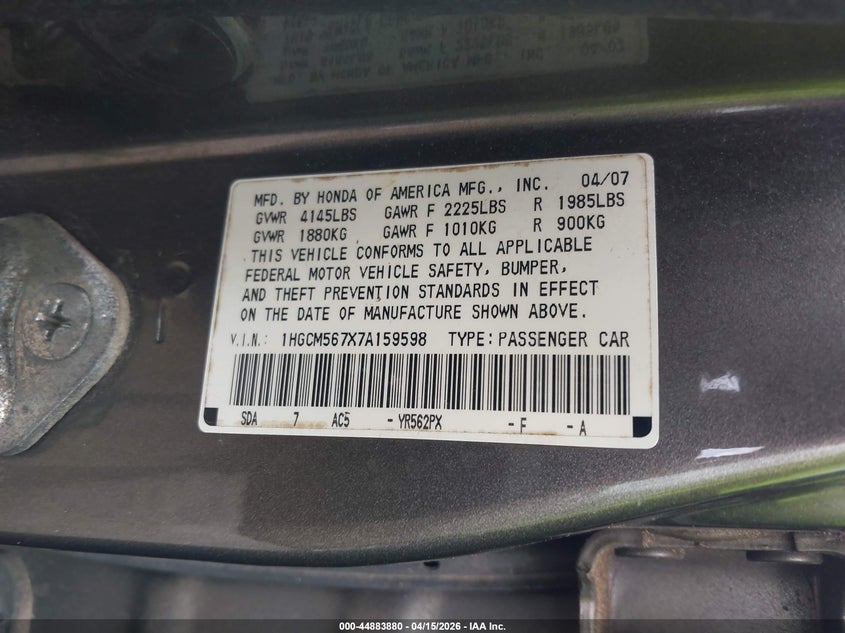 MFD. BY HONDA OF AMERICA MFG., INC. 04/07
GVWR 4145LBS GAWR F 2225LBS R 1985LBS
GVWR 1880KG GAWR F 1010KG R 900KG
THIS VEHICLE CONFORMS TO ALL APPLICABLE
FEDERAL MOTOR VEHICLE SAFETY, BUMPER,
AND THEFT PREVENTION STANDARDS IN EFFECT
ON THE DATE OF MANUFACTURE SHOWN ABOVE.
V.I.N.: 1HGCM567X7A159598 TYPE: PASSENGER CAR
SDA 7 AC5 - YR562PX - F - A
000-44883880 - 04/15/2026 - IAA Inc.